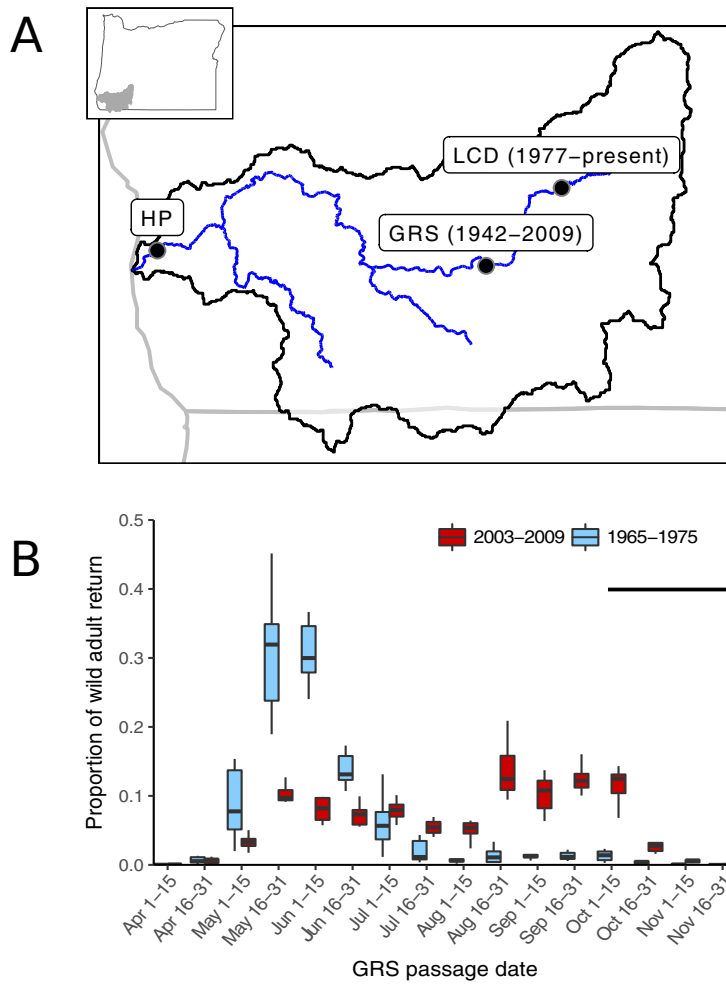 A
LCD (1977–present)
HP
GRS (1942–2009)
B
Proportion of wild adult return
0.5
0.4
0.3
0.2
0.1
0.0
2003–2009
1965–1975
Apr 1–15
Apr 16–31
May 1–15
May 16–31
Jun 1–15
Jun 16–31
Jul 1–15
Jul 16–31
Aug 1–15
Aug 16–31
Sep 1–15
Sep 16–31
Oct 1–15
Oct 16–31
Nov 1–15
Nov 16–31
GRS passage date